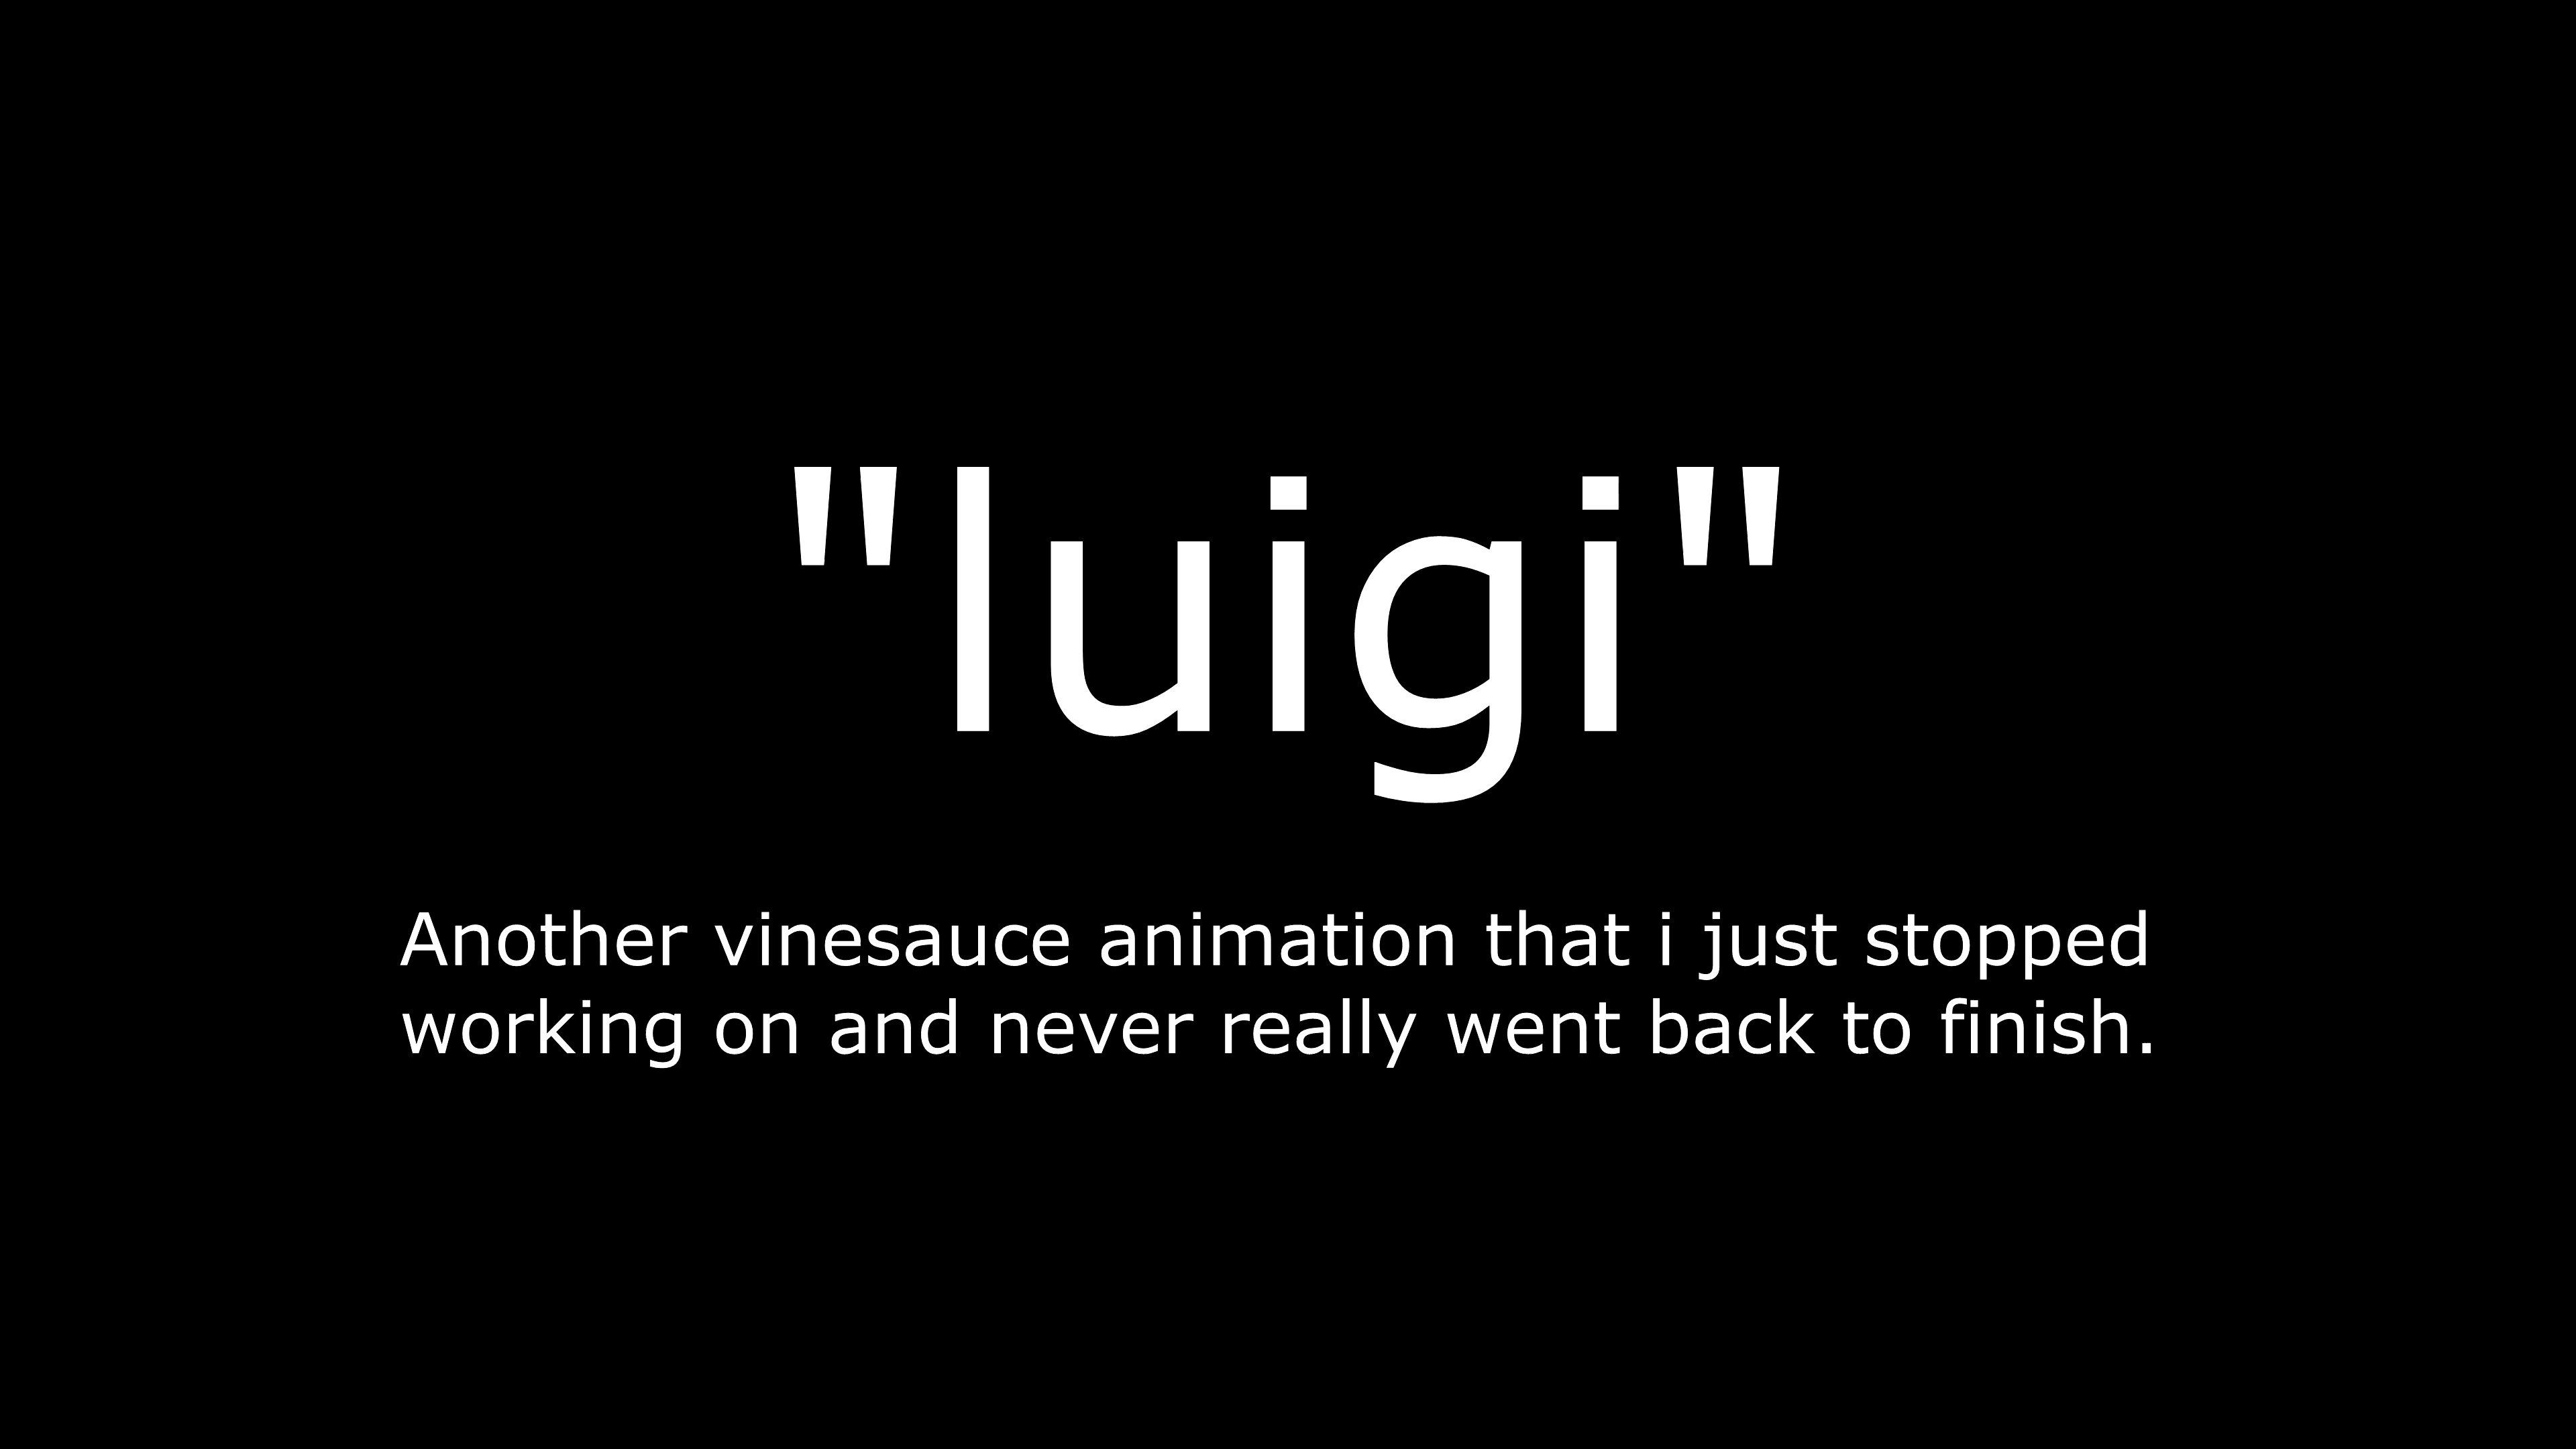 "luigi"
Another vinesauce animation that i just stopped
working on and never really went back to finish.